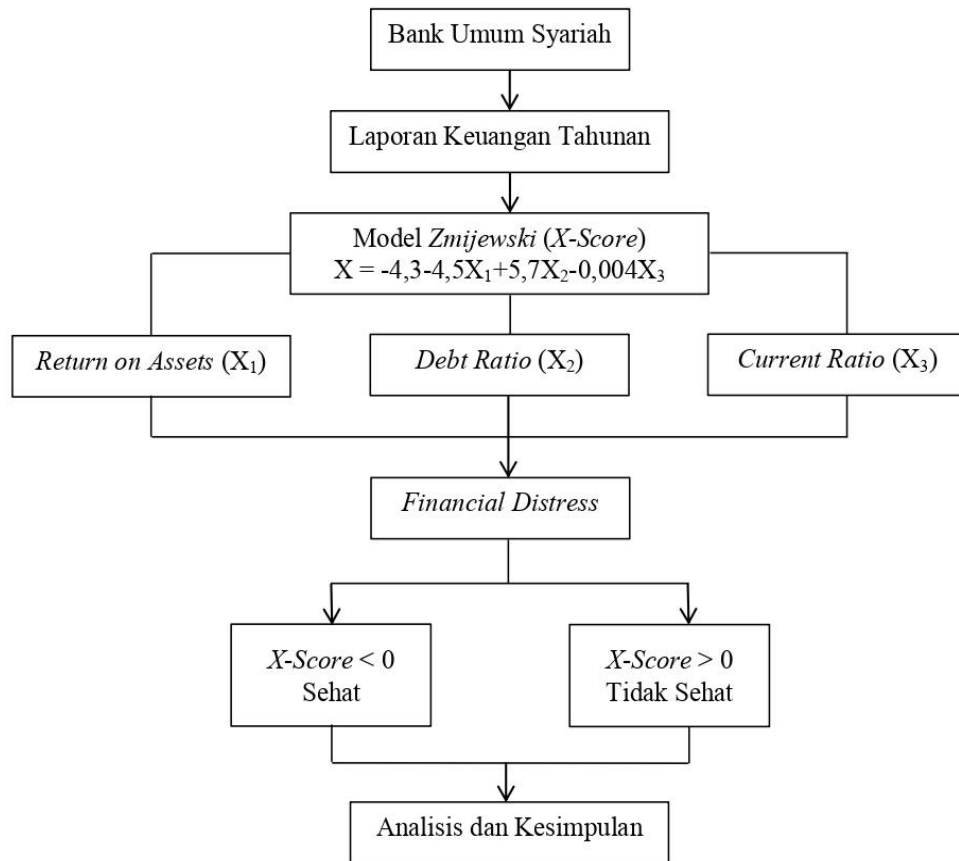 Bank Umum Syariah
Laporan Keuangan Tahunan
Model Zmijewski (X-Score)
X = -4,3-4,5X₁+5,7X₂-0,004X₃
Return on Assets (X₁)
Debt Ratio (X₂)
Current Ratio (X₃)
Financial Distress
X-Score < 0
Sehat
X-Score > 0
Tidak Sehat
Analisis dan Kesimpulan